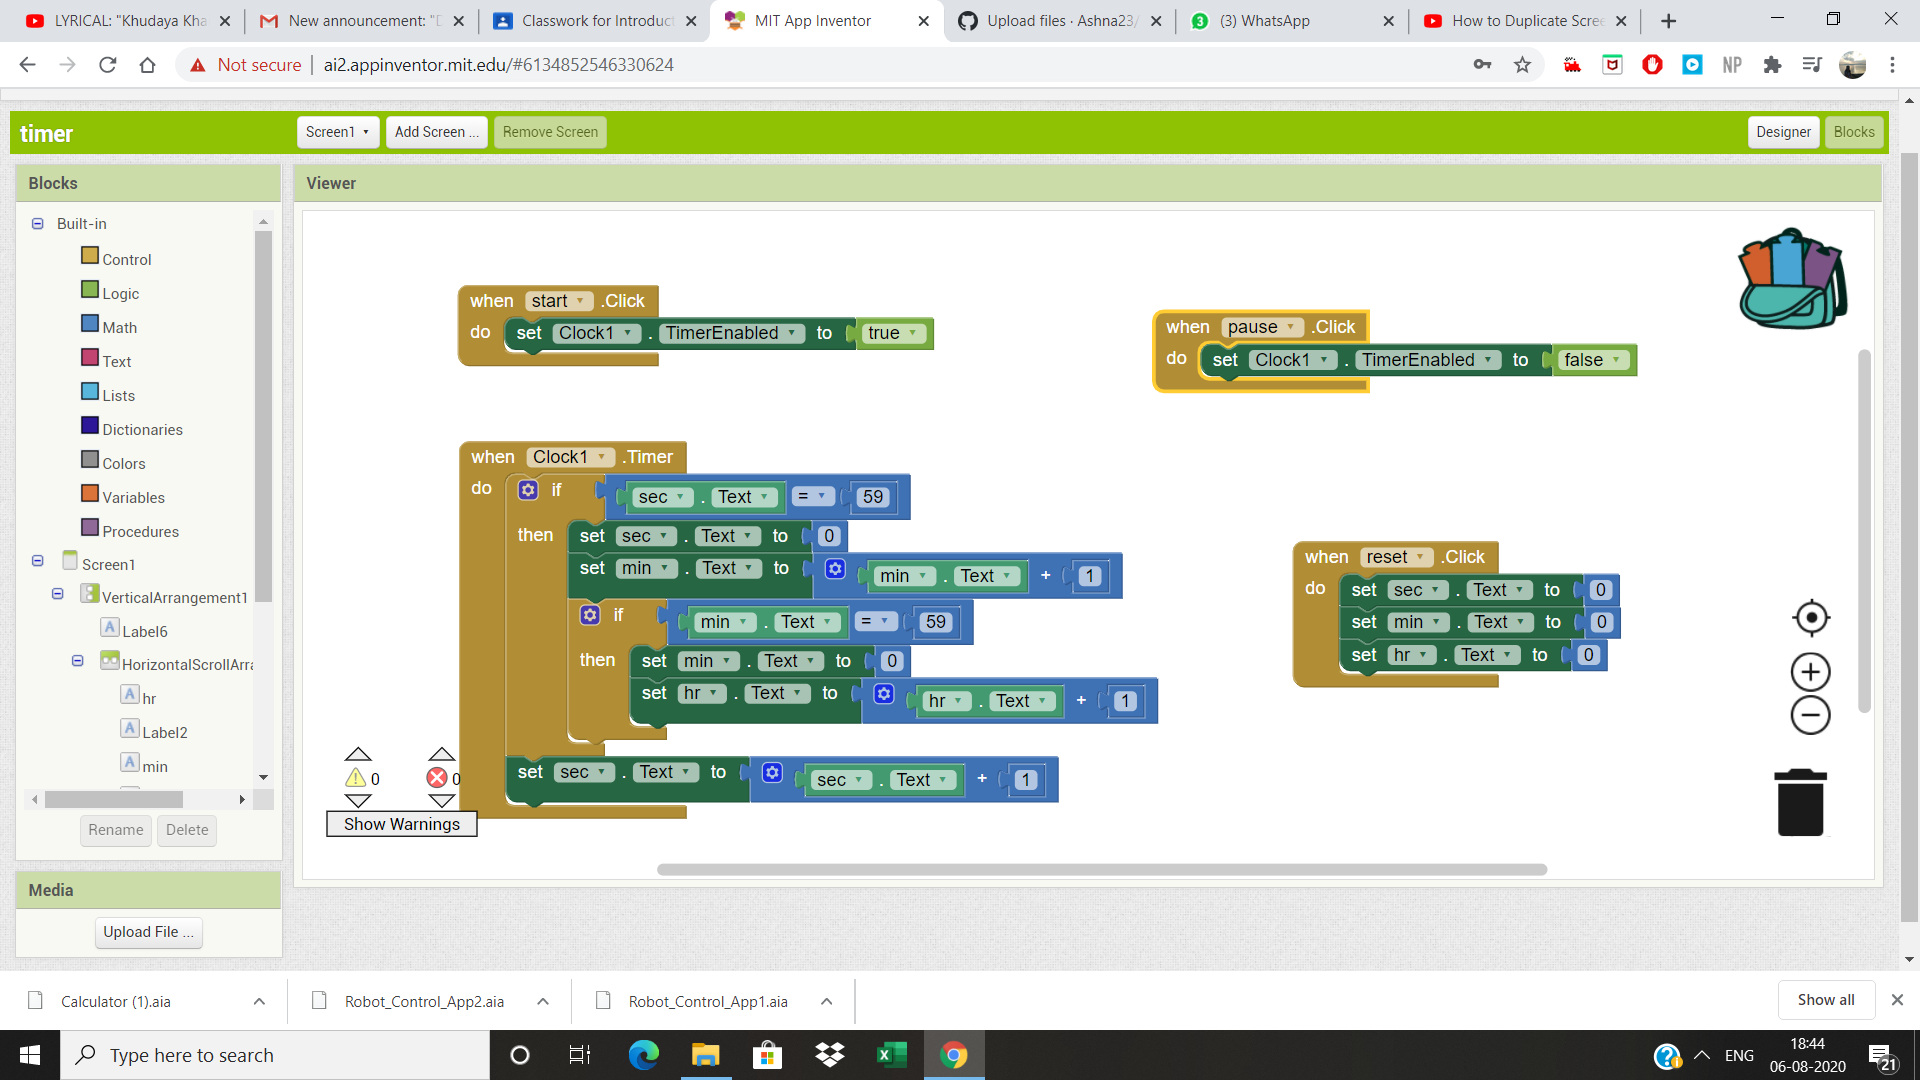 LYRICAL: "Khudaya Kha
New announcement: "D
Classwork for Introduct
MIT App Inventor
Upload files · Ashna23/
(3) WhatsApp
How to Duplicate Scree
Not secure | ai2.appinventor.mit.edu/#6134852546330624
NP
timer
Screen1
Add Screen ...
Remove Screen
Designer
Blocks
Blocks
Built-in
Control
Logic
Math
Text
Lists
Dictionaries
Colors
Variables
Procedures
Screen1
VerticalArrangement1
A Label6
HorizontalScrollArra
A hr
A Label2
A min
Rename
Delete
Media
Upload File ...
Viewer
when start .Click
do set Clock1 . TimerEnabled to true
when pause .Click
do set Clock1 . TimerEnabled to false
when Clock1 .Timer
do if sec . Text = 59
then set sec . Text to 0
set min . Text to min . Text + 1
if min . Text = 59
then set min . Text to 0
set hr . Text to hr . Text + 1
set sec . Text to sec . Text + 1
when reset .Click
do set sec . Text to 0
set min . Text to 0
set hr . Text to 0
0
0
Show Warnings
Calculator (1).aia
Robot_Control_App2.aia
Robot_Control_App1.aia
Show all
Type here to search
ENG
18:44
06-08-2020
21